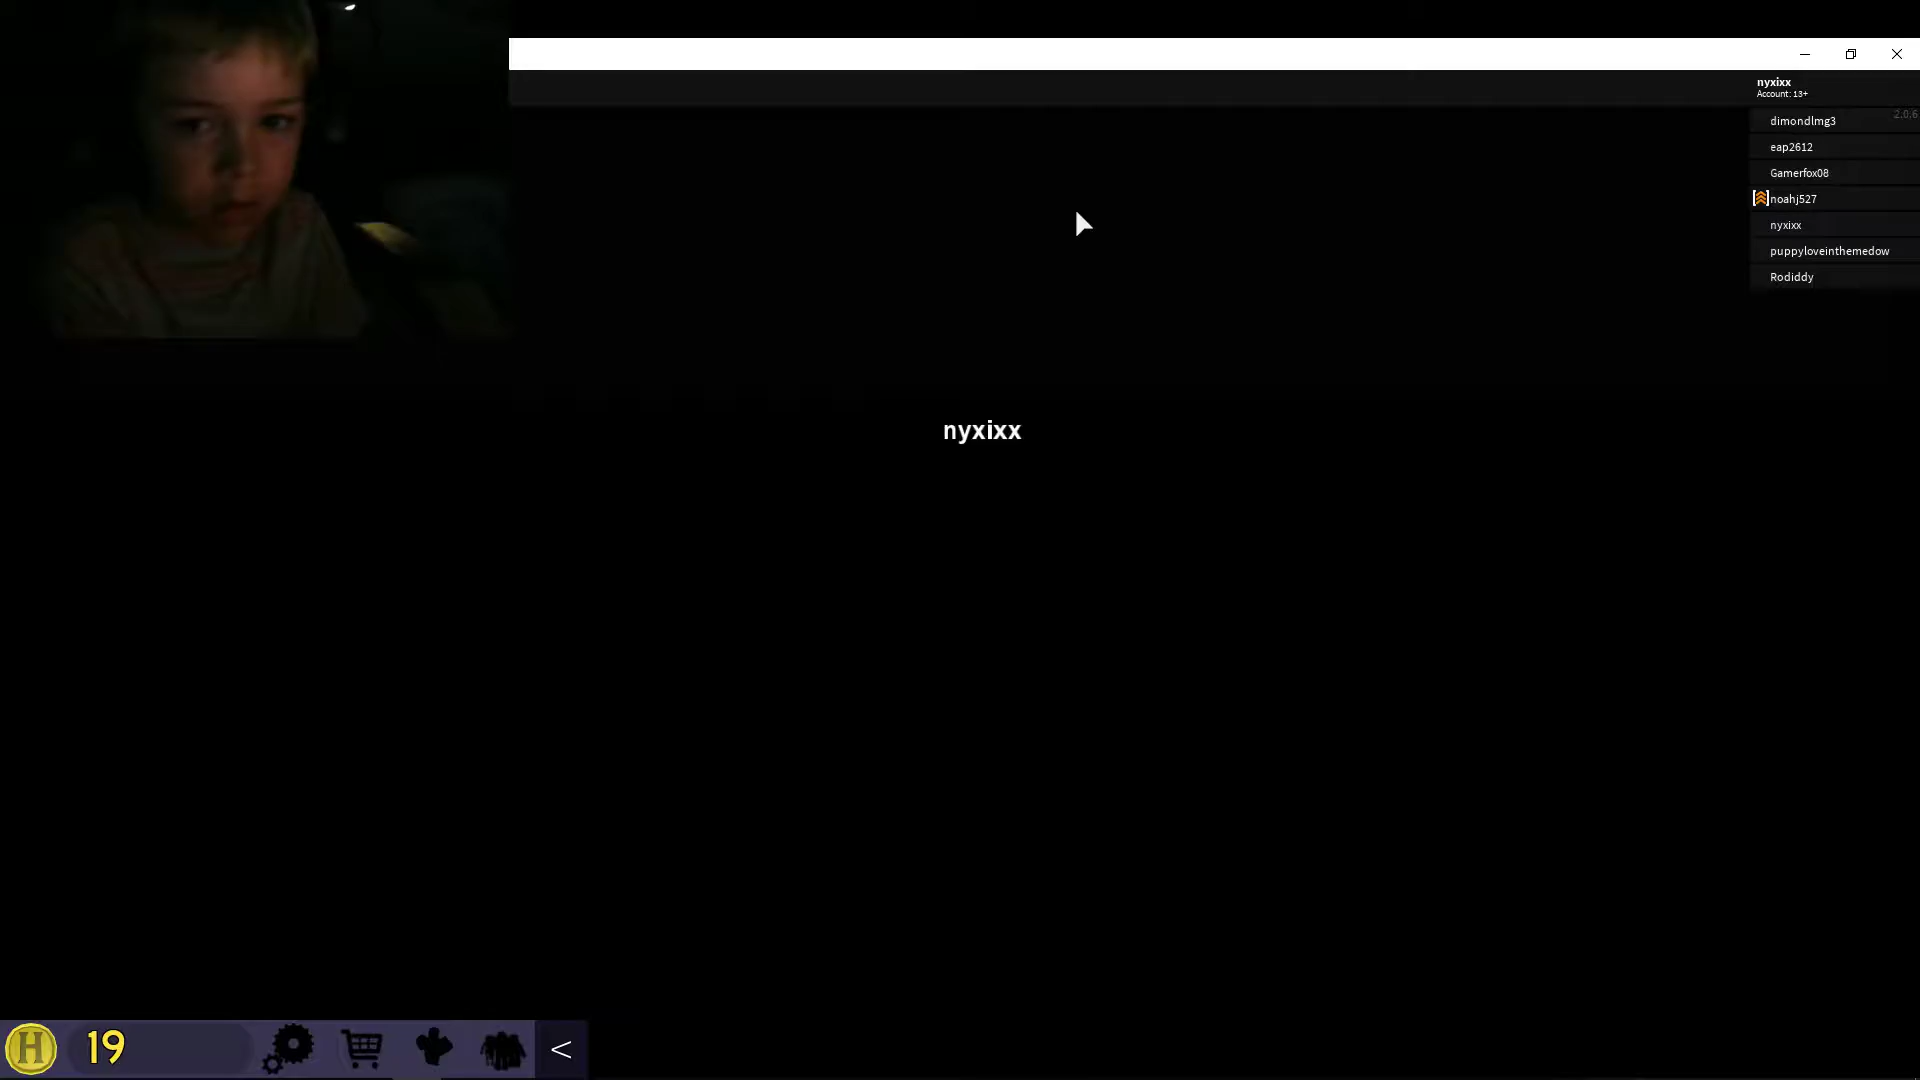 nyxixx
Account: 13+
2.0.6
dimondlmg3
eap2612
Gamerfox08
noahj527
nyxixx
puppyloveinthemedow
Rodiddy
nyxixx
H 19 <